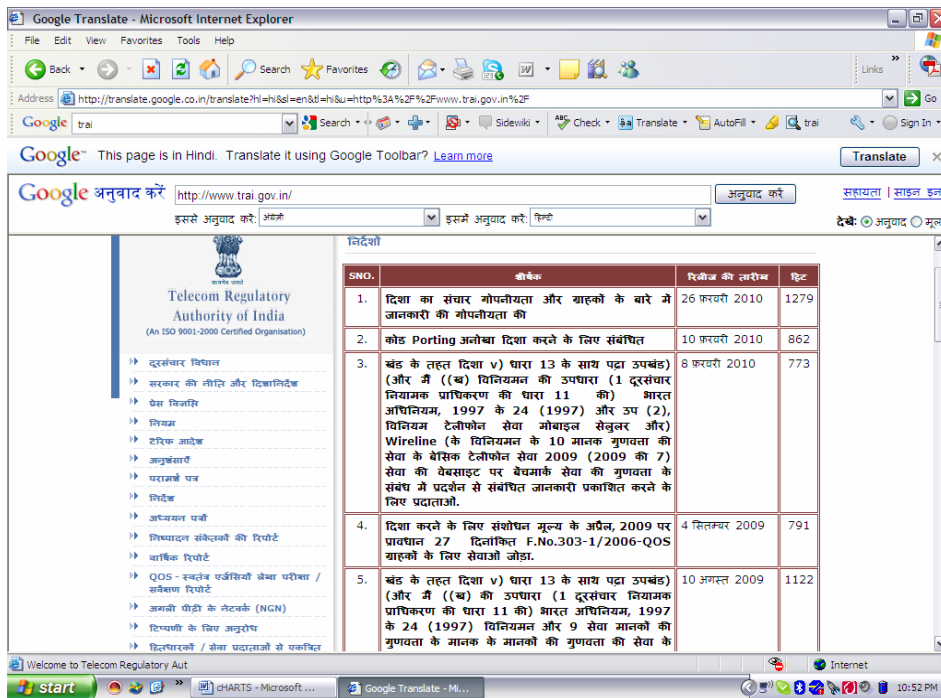 Google Translate - Microsoft Internet Explorer
File Edit View Favorites Tools Help
Back Search Favorites Links
Address http://translate.google.co.in/translate?hl=hi&sl=en&tl=hi&u=http%3A%2F%2Fwww.trai.gov.in%2F Go
Google trai Search Sidewiki Check Translate AutoFill trai Sign In
Google This page is in Hindi. Translate it using Google Toolbar? Learn more Translate
Google अनुवाद करें http://www.trai.gov.in/ अनुवाद करें सहायता | साइन इन
इससे अनुवाद करें: अंग्रेज़ी इसमें अनुवाद करें: हिन्दी देखें: अनुवाद मूल
सत्यमेव जयते
Telecom Regulatory
Authority of India
(An ISO 9001-2000 Certified Organisation)
दूरसंचार विधान
सरकार की नीति और दिशानिर्देश
प्रेस विज्ञप्ति
नियम
टैरिफ आदेश
अनुशंसाएँ
परामर्श पत्र
निर्देश
अध्ययन पत्रों
निष्पादन संकेतकों की रिपोर्ट
वार्षिक रिपोर्ट
QOS - स्वतंत्र एजेंसियों लेखा परीक्षा /
सर्वेक्षण रिपोर्ट
अगली पीढ़ी के नेटवर्क (NGN)
टिप्पणी के लिए अनुरोध
हितधारकों / सेवा प्रदाताओं से एकत्रित
निर्देशों
SNO. शीर्षक रिलीज की तारीख हिट
1. दिशा का संचार गोपनीयता और ग्राहकों के बारे में 26 फ़रवरी 2010 1279
जानकारी की गोपनीयता की
2. कोड Porting अनोखा दिशा करने के लिए संबंधित 10 फ़रवरी 2010 862
3. खंड के तहत दिशा v) धारा 13 के साथ पढ़ा उपखंड) 8 फ़रवरी 2010 773
(और मैं ((ख) विनियमन की उपधारा (1 दूरसंचार
नियामक प्राधिकरण की धारा 11 की) भारत
अधिनियम, 1997 के 24 (1997) और उप (2),
विनियम टेलीफोन सेवा मोबाइल सेलुलर और)
Wireline (के विनियमन के 10 मानक गुणवत्ता की
सेवा के बेसिक टेलीफोन सेवा 2009 (2009 की 7)
सेवा की वेबसाइट पर बेंचमार्क सेवा की गुणवत्ता के
संबंध में प्रदर्शन से संबंधित जानकारी प्रकाशित करने के
लिए प्रदाताओं.
4. दिशा करने के लिए संशोधन मूल्य के अप्रैल, 2009 पर 4 सितम्बर 2009 791
प्रावधान 27 दिनांकित F.No.303-1/2006-QOS
ग्राहकों के लिए सेवाओं जोड़ा.
5. खंड के तहत दिशा v) धारा 13 के साथ पढ़ा उपखंड) 10 अगस्त 2009 1122
(और मैं ((ख) की उपधारा (1 दूरसंचार नियामक
प्राधिकरण की धारा 11 की) भारत अधिनियम, 1997
के 24 (1997) विनियमन और 9 सेवा मानकों की
गुणवत्ता के मानक के मानकों की गुणवत्ता की सेवा के
Welcome to Telecom Regulatory Aut Internet
start cHARTS - Microsoft ... Google Translate - Mi... 10:52 PM